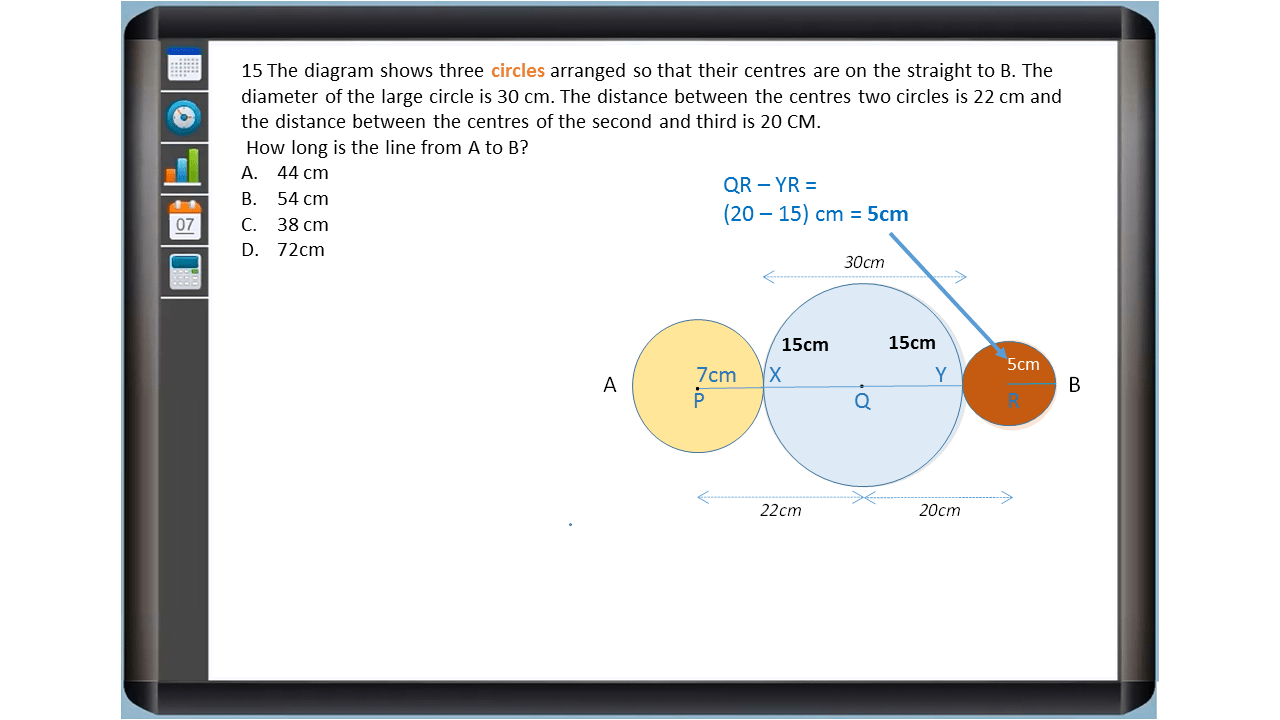 15 The diagram shows three circles arranged so that their centres are on the straight to B. The
diameter of the large circle is 30 cm. The distance between the centres two circles is 22 cm and
the distance between the centres of the second and third is 20 CM.
How long is the line from A to B?
A. 44 cm
B. 54 cm
C. 38 cm
D. 72cm
QR – YR =
(20 – 15) cm = 5cm
30cm
15cm
15cm
7cm
X
Y
5cm
A
B
P
Q
R
22cm
20cm
07